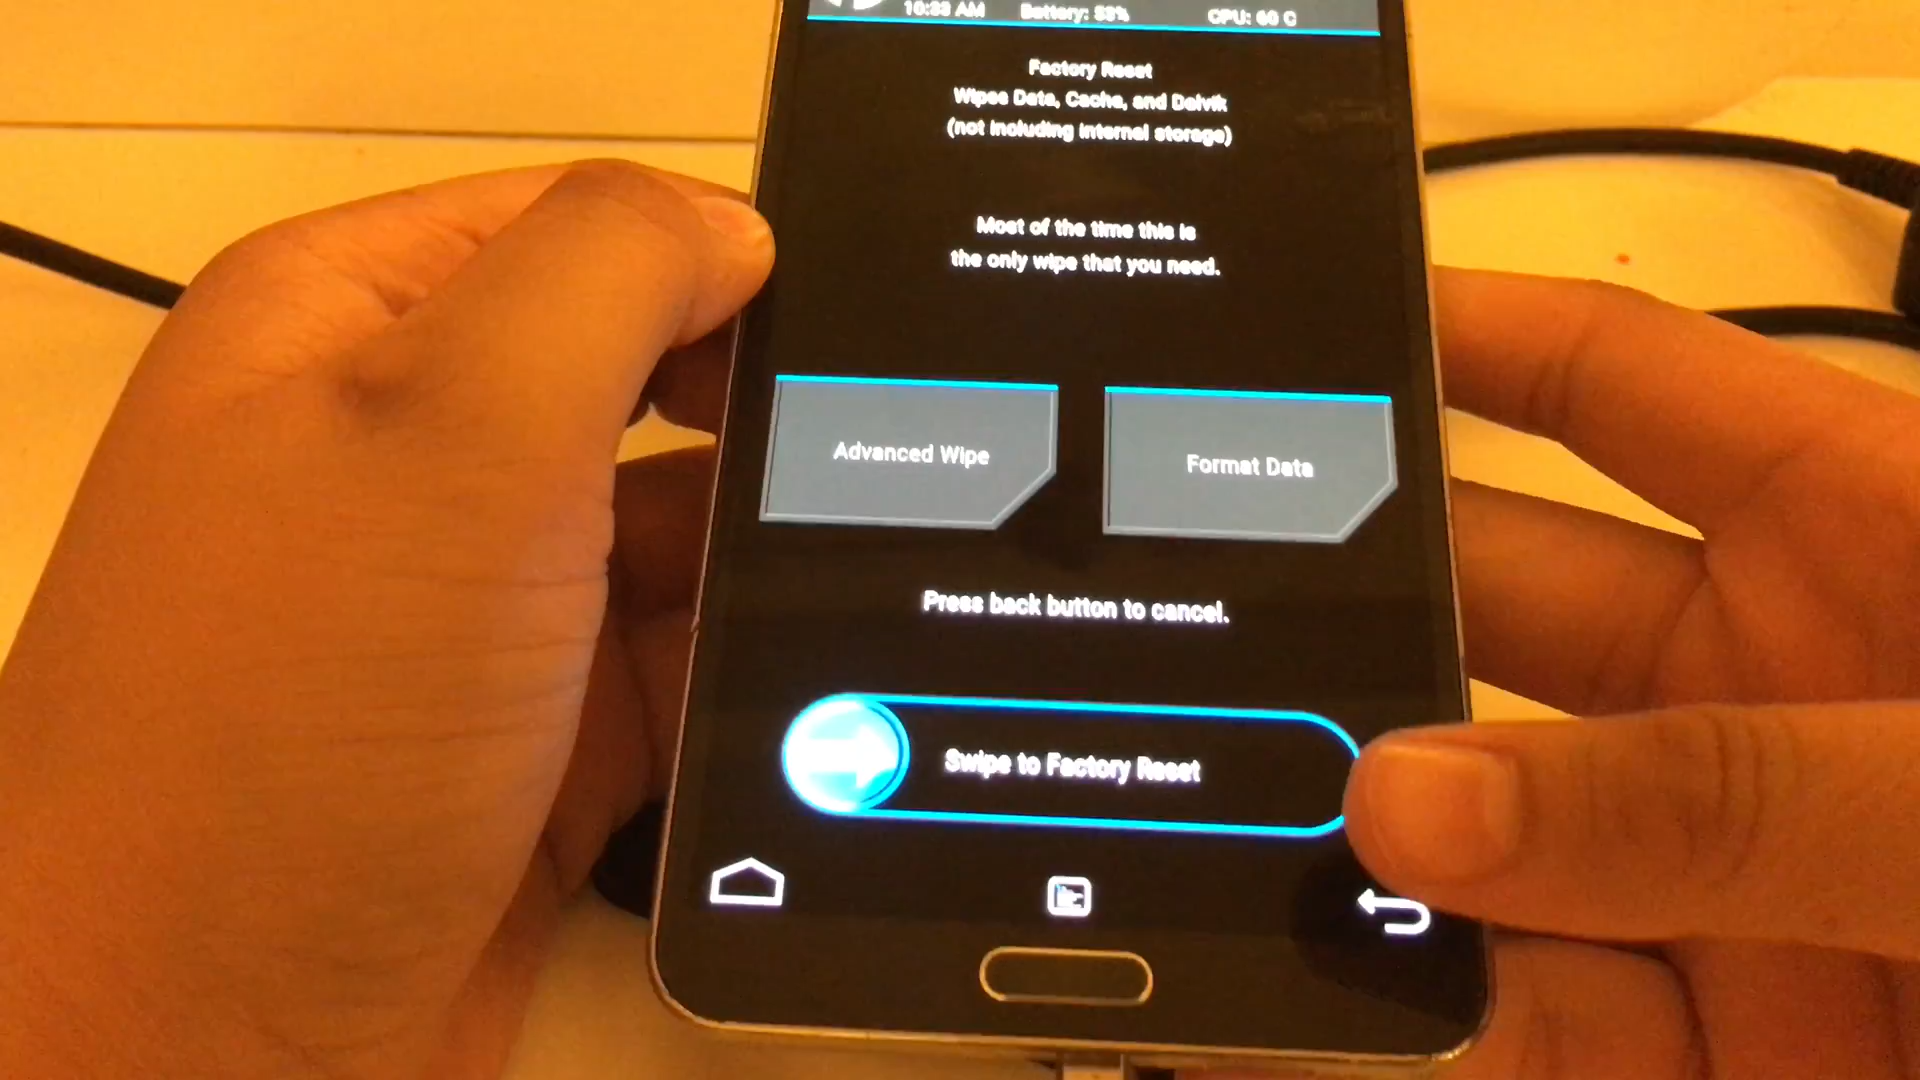 10:33 AM Battery: 53% CPU: 60 C
Factory Reset
Wipes Data, Cache, and Dalvik
(not including internal storage)
Most of the time this is
the only wipe that you need.
Advanced Wipe
Format Data
Press back button to cancel.
Swipe to Factory Reset